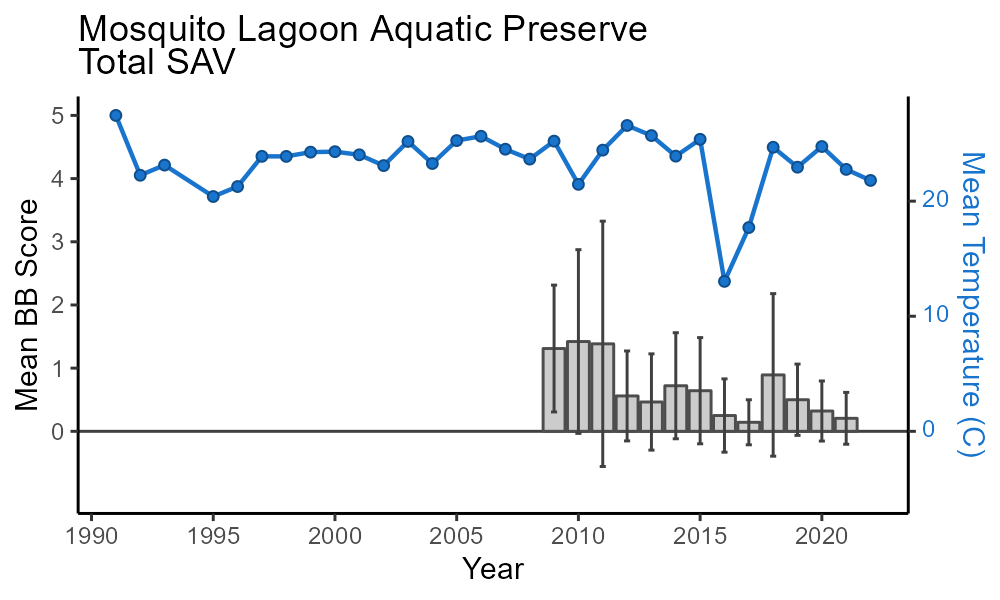 Mosquito Lagoon Aquatic Preserve
Total SAV
Mean BB Score
5
4
3
2
1
0
20
10
0
Mean Temperature (C)
1990 1995 2000 2005 2010 2015 2020
Year